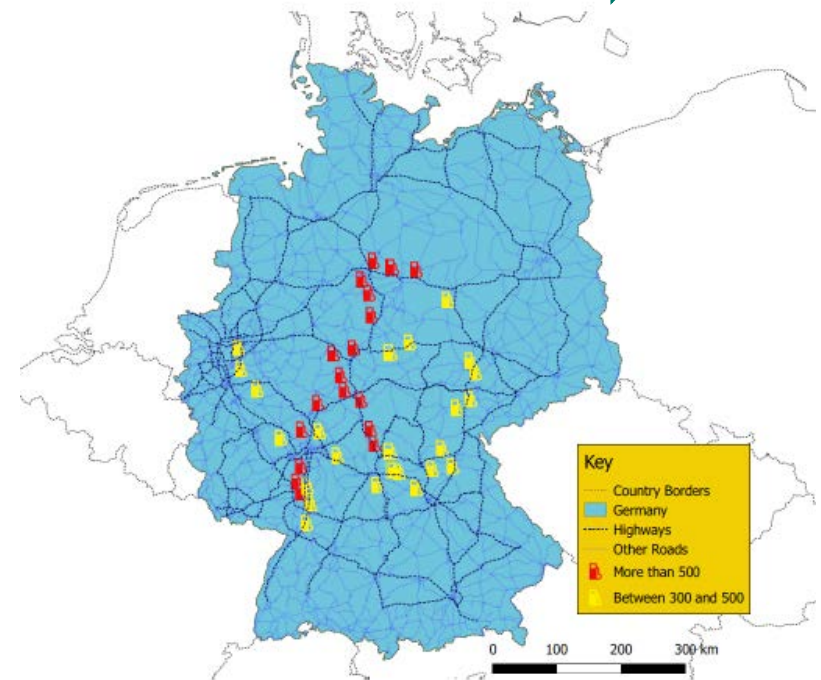 Key
Country Borders
Germany
Highways
Other Roads
More than 500
Between 300 and 500
0 100 200 300 km